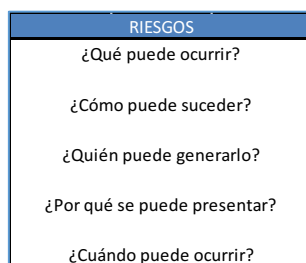 RIESGOS
¿Qué puede ocurrir?
¿Cómo puede suceder?
¿Quién puede generarlo?
¿Por qué se puede presentar?
¿Cuándo puede ocurrir?